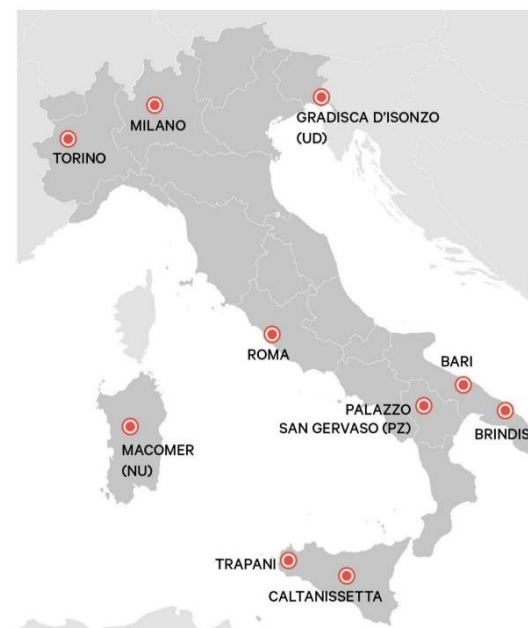 MILANO
TORINO
GRADISCA D'ISONZO
(UD)
ROMA
BARI
PALAZZO
SAN GERVASO (PZ)
BRINDIS
MACOMER
(NU)
TRAPANI
CALTANISSETTA